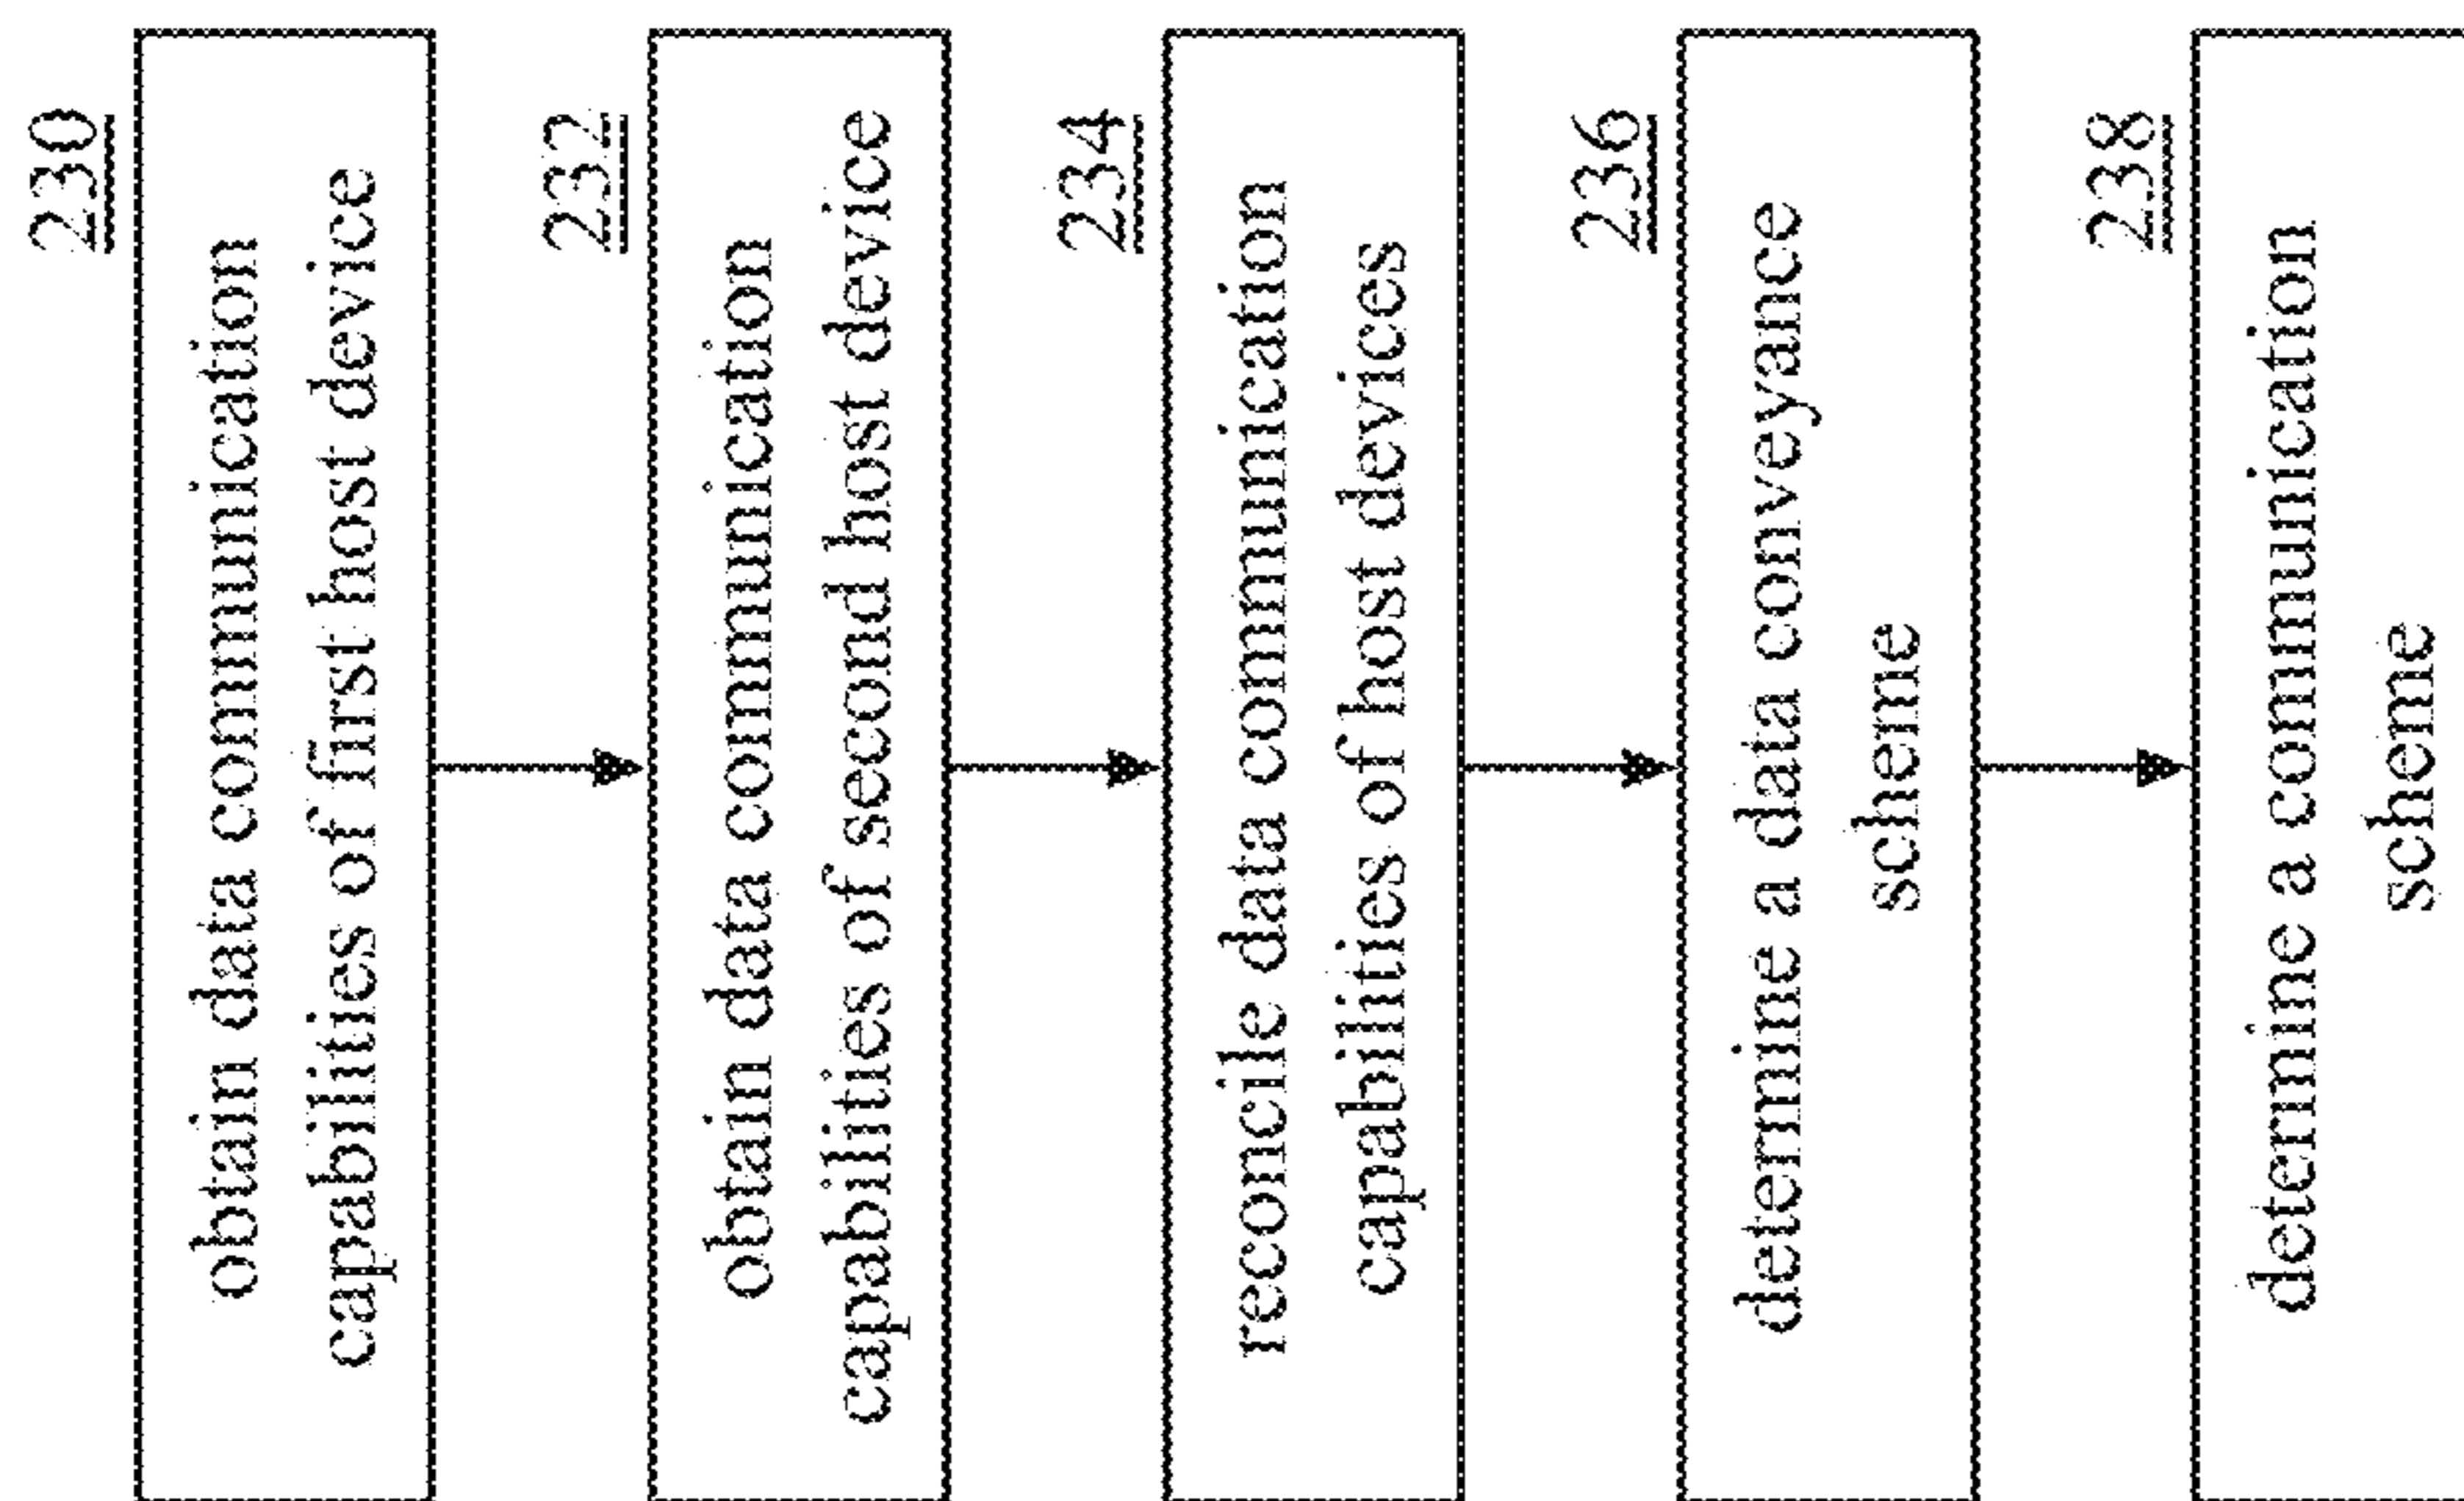 230
obtain data communication
capabilities of first host device
232
obtain data communication
capabilities of second host device
234
reconcile data communication
capabilities of host devices
236
determine a data conveyance
scheme
238
determine a communication
scheme